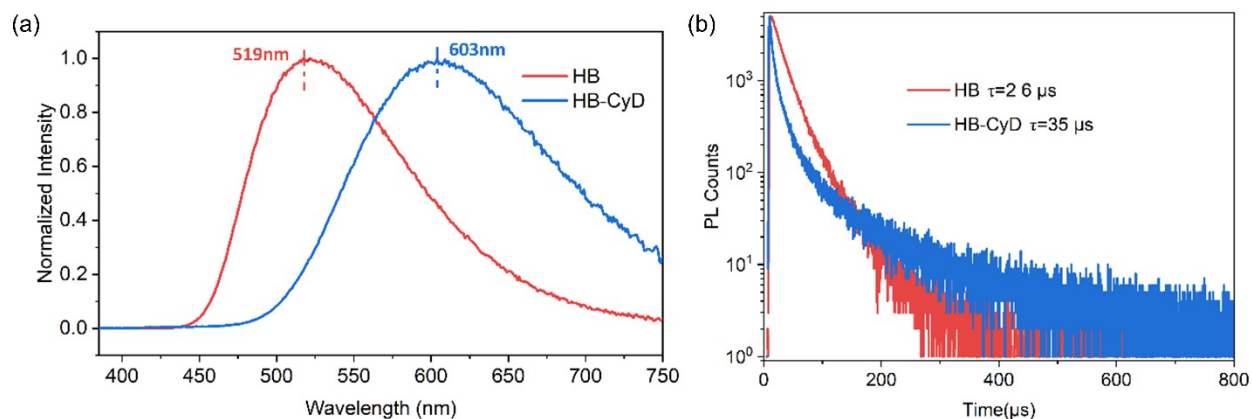 (a)
519nm
603nm
HB
HB-CyD
1.0
0.8
0.6
0.4
0.2
0.0
Normalized Intensity
400 450 500 550 600 650 700 750
Wavelength (nm)
(b)
HB τ=2 6 μs
HB-CyD τ=35 μs
10³
10²
10¹
10⁰
PL Counts
0 200 400 600 800
Time(μs)